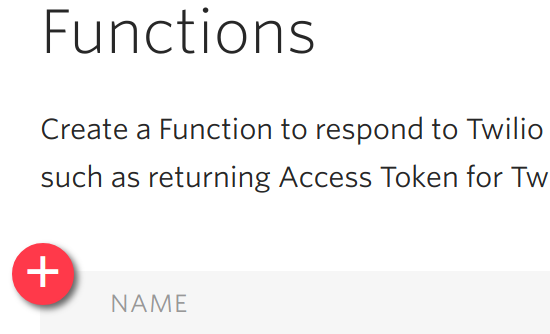 Functions
Create a Function to respond to Twilio
such as returning Access Token for Tw
+
NAME